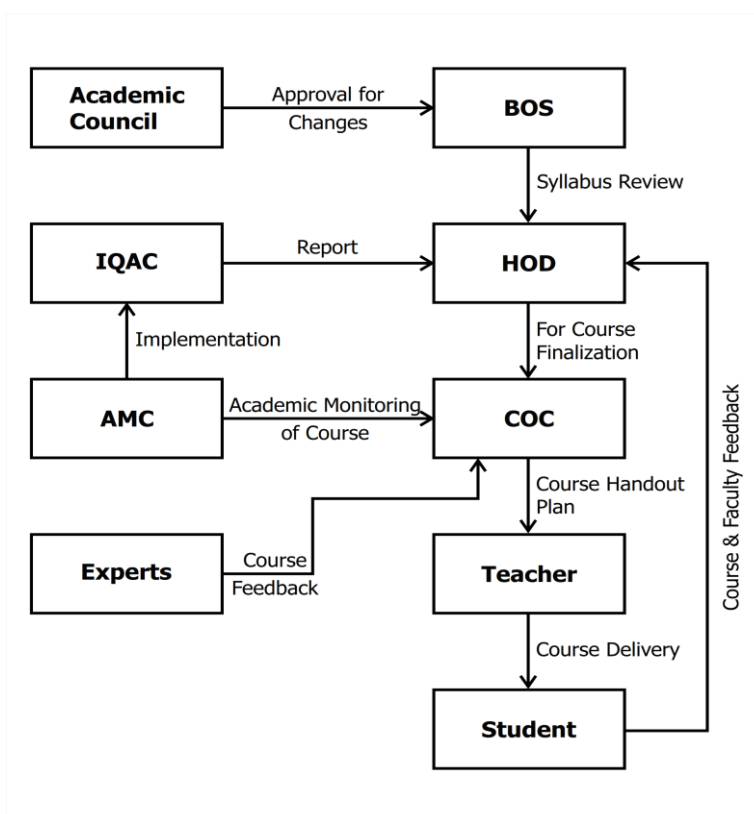 Academic
Council
Approval for
Changes
BOS
Syllabus Review
IQAC
Report
HOD
Implementation
For Course
Finalization
AMC
Academic Monitoring
of Course
COC
Course Handout
Plan
Experts
Course
Feedback
Teacher
Course Delivery
Student
Course & Faculty Feedback